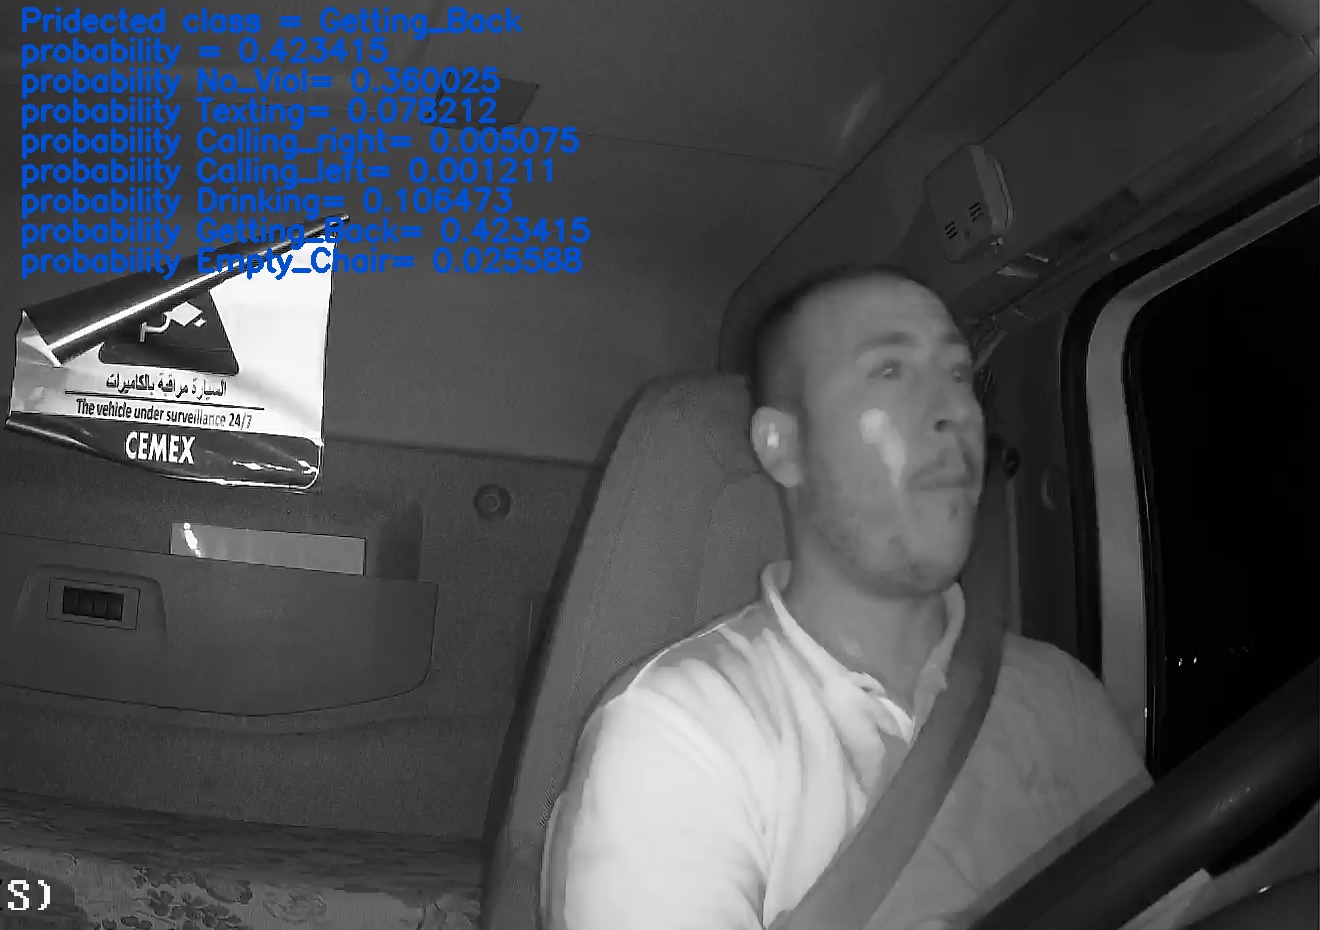 Pridected class = Getting_Back
probability = 0.423415
probability No_Viol= 0.360025
probability Texting= 0.078212
probability Calling_right= 0.005075
probability Calling_left= 0.001211
probability Drinking= 0.106473
probability Getting_Back= 0.423415
probability Empty_Chair= 0.025588
السيارة مراقبة بالكاميرات
The vehicle under surveillance 24/7
CEMEX
S)